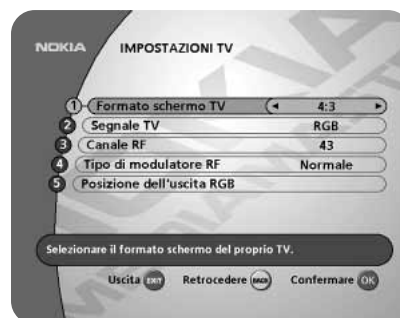 NOKIA IMPOSTAZIONI TV
1 Formato schermo TV 4:3
2 Segnale TV RGB
3 Canale RF 43
4 Tipo di modulatore RF Normale
5 Posizione dell'uscita RGB
Selezionare il formato schermo del proprio TV.
Uscita EXIT Retrocedere BACK Confermare OK